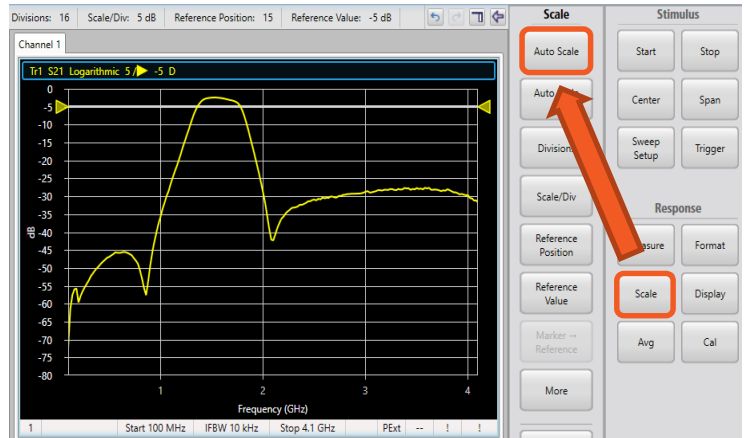 Divisions: 16 Scale/Div: 5 dB Reference Position: 15 Reference Value: -5 dB
Channel 1
Tr1 S21 Logarithmic 5 / -5 D
0
-5
-10
-15
-20
-25
-30
-35
-40
-45
-50
-55
-60
-65
-70
-75
-80
dB
1 2 3 4
Frequency (GHz)
1 Start 100 MHz IFBW 10 kHz Stop 4.1 GHz PExt -- ! !
Scale
Auto Scale
Auto
Divisions
Scale/Div
Reference
Position
Reference
Value
Marker →
Reference
More
Stimulus
Start Stop
Center Span
Sweep
Setup
Trigger
Response
Format
Scale Display
Avg Cal